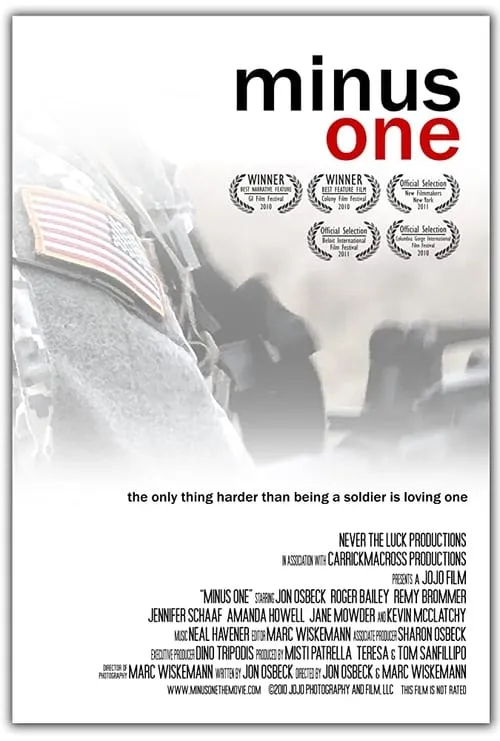 minus
one
WINNER
BEST NARRATIVE FEATURE
GI Film Festival
2010
WINNER
BEST FEATURE FILM
Colony Film Festival
2010
Official Selection
New Filmmakers
New York
2011
Official Selection
Beloit International
Film Festival
2011
Official Selection
Columbia Gorge International
Film Festival
2010
the only thing harder than being a soldier is loving one
NEVER THE LUCK PRODUCTIONS
IN ASSOCIATION WITH CARRICKMACROSS PRODUCTIONS
PRESENTS A JOJO FILM
"MINUS ONE" STARRING JON OSBECK ROGER BAILEY REMY BROMMER
JENNIFER SCHAAF AMANDA HOWELL JANE MOWDER AND KEVIN MCCLATCHY
MUSIC NEAL HAVENER EDITOR MARC WISKEMANN ASSOCIATE PRODUCER SHARON OSBECK
EXECUTIVE PRODUCER DINO TRIPODIS PRODUCED BY MISTI PATRELLA TERESA & TOM SANFILLIPO
DIRECTOR OF PHOTOGRAPHY MARC WISKEMANN WRITTEN BY JON OSBECK DIRECTED BY JON OSBECK & MARC WISKEMANN
WWW.MINUSONETHEMOVIE.COM ©2010 JOJO PHOTOGRAPHY AND FILM, LLC THIS FILM IS NOT RATED